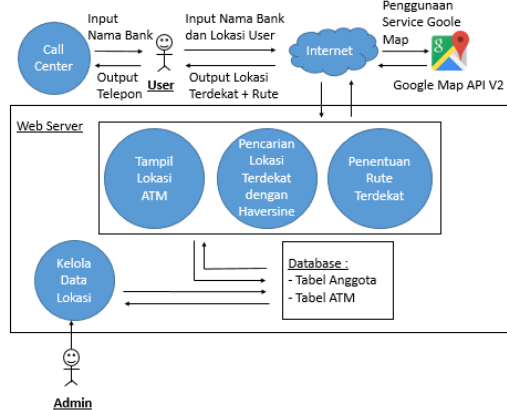 Input
Nama Bank
Input Nama Bank
dan Lokasi User
Penggunaan
Service Goole
Map
Call
Center
Internet
Output
Telepon
User
Output Lokasi
Terdekat + Rute
Google Map API V2
Web Server
Tampil
Lokasi
ATM
Pencarian
Lokasi
Terdekat
dengan
Haversine
Penentuan
Rute
Terdekat
Kelola
Data
Lokasi
Database :
- Tabel Anggota
- Tabel ATM
Admin